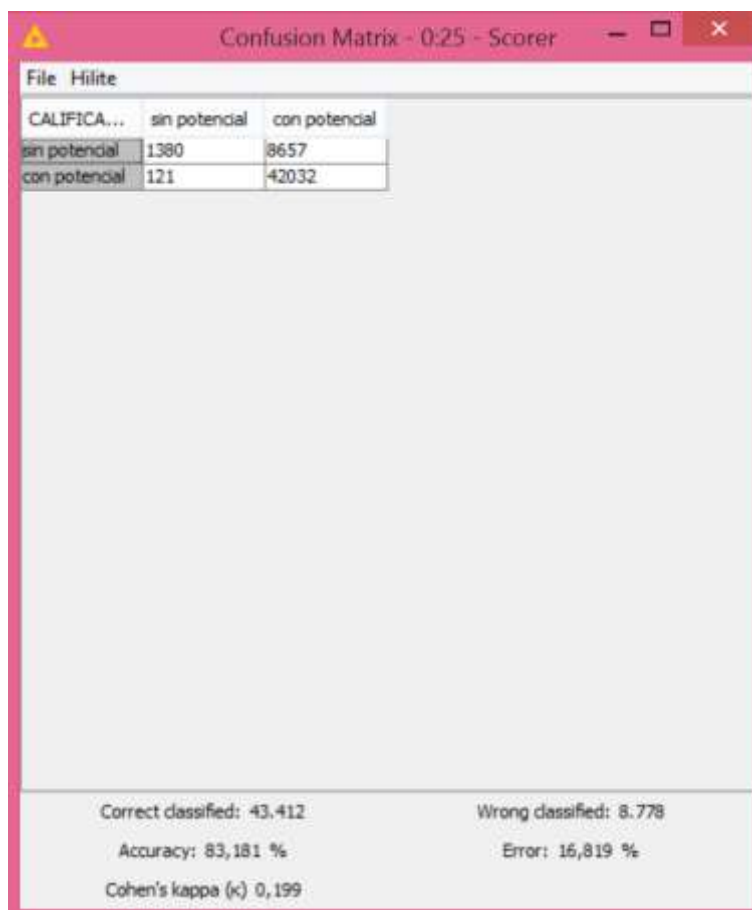 Confusion Matrix - 0:25 - Scorer
File Hilite
CALIFICA... sin potencial con potencial
sin potencial 1380 8657
con potencial 121 42032
Correct classified: 43.412 Wrong classified: 8.778
Accuracy: 83,181 % Error: 16,819 %
Cohen's kappa (κ) 0,199